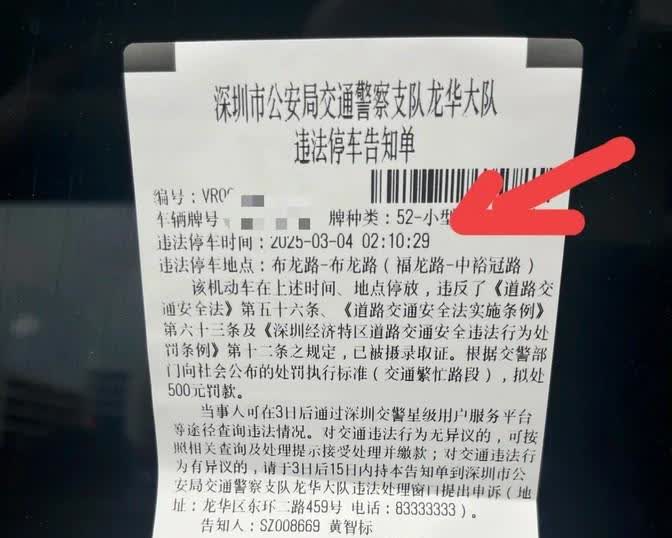 深圳市公安局交通警察支队龙华大队
违法停车告知单
编号：VR0
车辆牌号 牌种类：52-小型
违法停车时间：2025-03-04 02:10:29
违法停车地点：布龙路-布龙路（福龙路-中裕冠路）
该机动车在上述时间、地点停放，违反了《道路交
通安全法》第五十六条、《道路交通安全法实施条例》
第六十三条及《深圳经济特区道路交通安全违法行为处
罚条例》第十二条之规定，已被摄录取证。根据交警部
门向社会公布的处罚执行标准（交通繁忙路段），拟处
500元罚款。
当事人可在3日后通过深圳交警星级用户服务平台
等途径查询违法情况。对交通违法行为无异议的，可按
照相关查询及处理提示接受处理并缴款；对交通违法行
为有异议的，请于3日后15日内持本告知单到深圳市公
安局交通警察支队龙华大队违法处理窗口提出申诉（地
址：龙华区东环二路459号 电话：83333333）。
告知人：SZ008669 黄智标